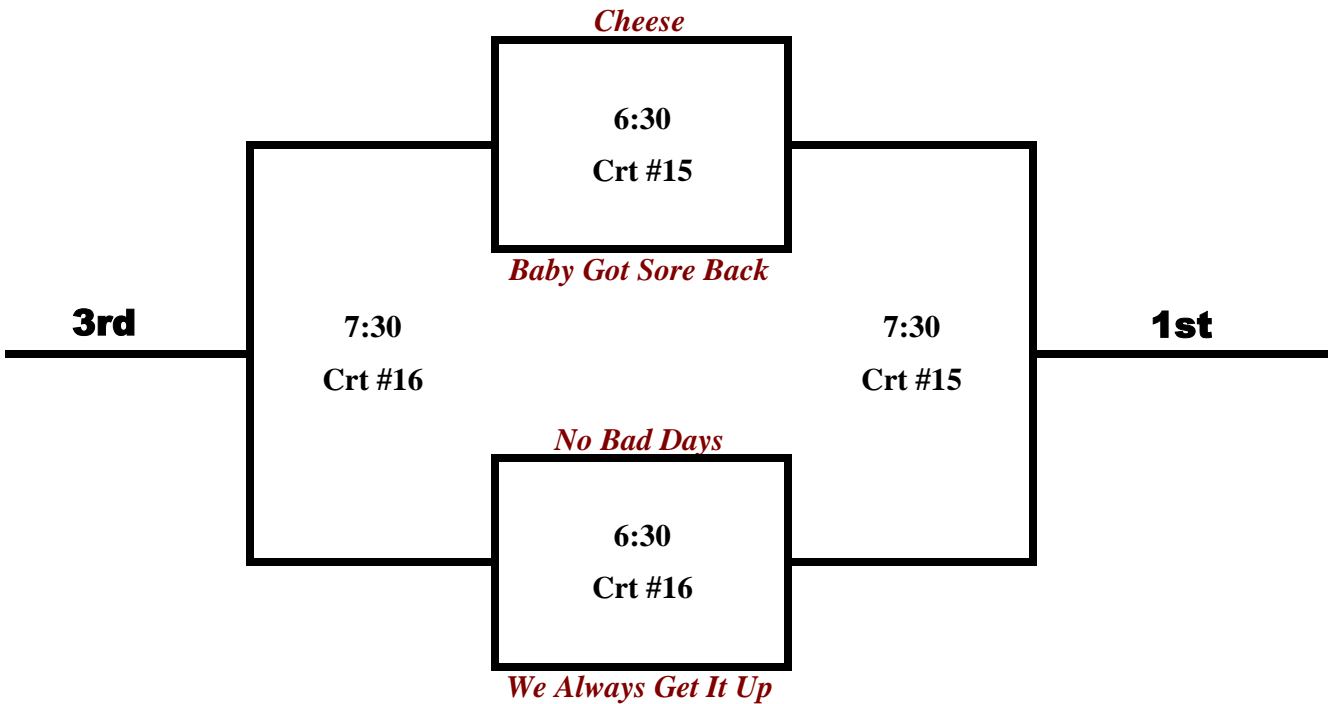 Cheese
6:30
Crt #15
Baby Got Sore Back
3rd
7:30
Crt #16
7:30
Crt #15
1st
No Bad Days
6:30
Crt #16
We Always Get It Up